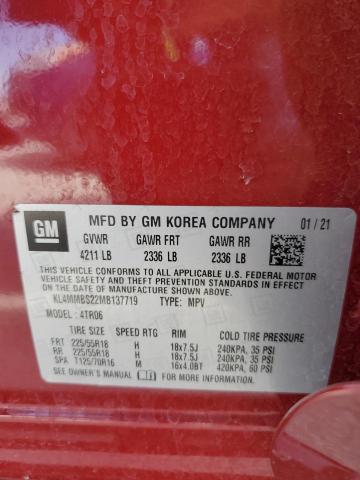 GM
MFD BY GM KOREA COMPANY 01/21
GVWR GAWR FRT GAWR RR
4211 LB 2336 LB 2336 LB
THIS VEHICLE CONFORMS TO ALL APPLICABLE U.S. FEDERAL MOTOR
VEHICLE SAFETY AND THEFT PREVENTION STANDARDS IN
EFFECT ON THE DATE OF MANUFACTURE SHOWN ABOVE.
KL4MMBS22MB137719 TYPE: MPV
MODEL: 4TR06
TIRE SIZE SPEED RTG RIM COLD TIRE PRESSURE
FRT 225/55R18 H 18x7.5J 240KPA, 35 PSI
RR 225/55R18 H 18x7.5J 240KPA, 35 PSI
SPA T125/70R16 M 16x4.0BT 420KPA, 60 PSI
SEE OWNER'S MANUAL FOR ADDITIONAL INFORMATION